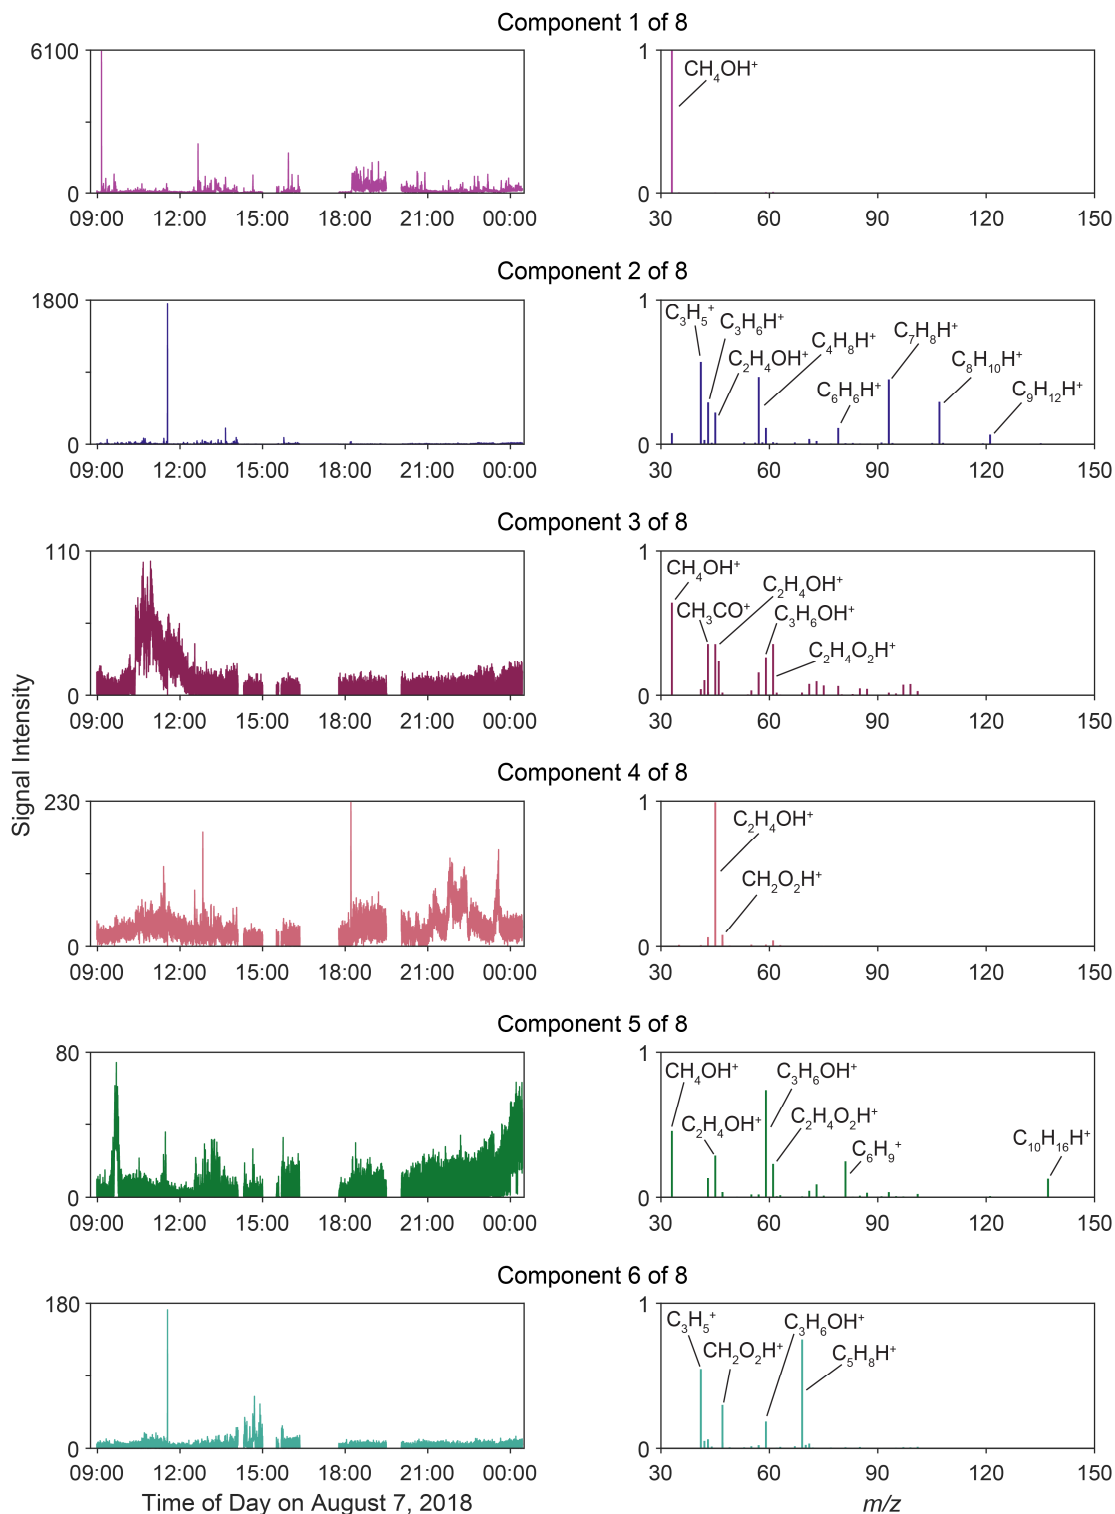 Component 1 of 8
6100
0
09:00 12:00 15:00 18:00 21:00 00:00
1
0
CH₄OH⁺
30 60 90 120 150
Component 2 of 8
1800
0
09:00 12:00 15:00 18:00 21:00 00:00
1
0
C₃H₅⁺
C₃H₆H⁺
C₂H₄OH⁺
C₄H₈H⁺
C₆H₆H⁺
C₇H₈H⁺
C₈H₁₀H⁺
C₉H₁₂H⁺
30 60 90 120 150
Component 3 of 8
110
0
09:00 12:00 15:00 18:00 21:00 00:00
1
0
CH₄OH⁺
CH₃CO⁺
C₂H₄OH⁺
C₃H₆OH⁺
C₂H₄O₂H⁺
30 60 90 120 150
Signal Intensity
Component 4 of 8
230
0
09:00 12:00 15:00 18:00 21:00 00:00
1
0
C₂H₄OH⁺
CH₂O₂H⁺
30 60 90 120 150
Component 5 of 8
80
0
09:00 12:00 15:00 18:00 21:00 00:00
1
0
CH₄OH⁺
C₂H₄OH⁺
C₃H₆OH⁺
C₂H₄O₂H⁺
C₆H₉⁺
C₁₀H₁₆H⁺
30 60 90 120 150
Component 6 of 8
180
0
09:00 12:00 15:00 18:00 21:00 00:00
1
0
C₃H₅⁺
CH₂O₂H⁺
C₃H₆OH⁺
C₅H₈H⁺
30 60 90 120 150
Time of Day on August 7, 2018
m/z